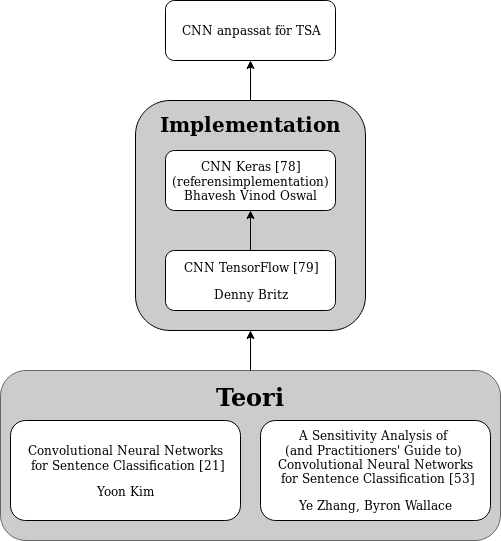 CNN anpassat för TSA
Implementation
CNN Keras [78]
(referensimplementation)
Bhavesh Vinod Oswal
CNN TensorFlow [79]
Denny Britz
Teori
Convolutional Neural Networks
for Sentence Classification [21]
Yoon Kim
A Sensitivity Analysis of
(and Practitioners' Guide to)
Convolutional Neural Networks
for Sentence Classification [53]
Ye Zhang, Byron Wallace